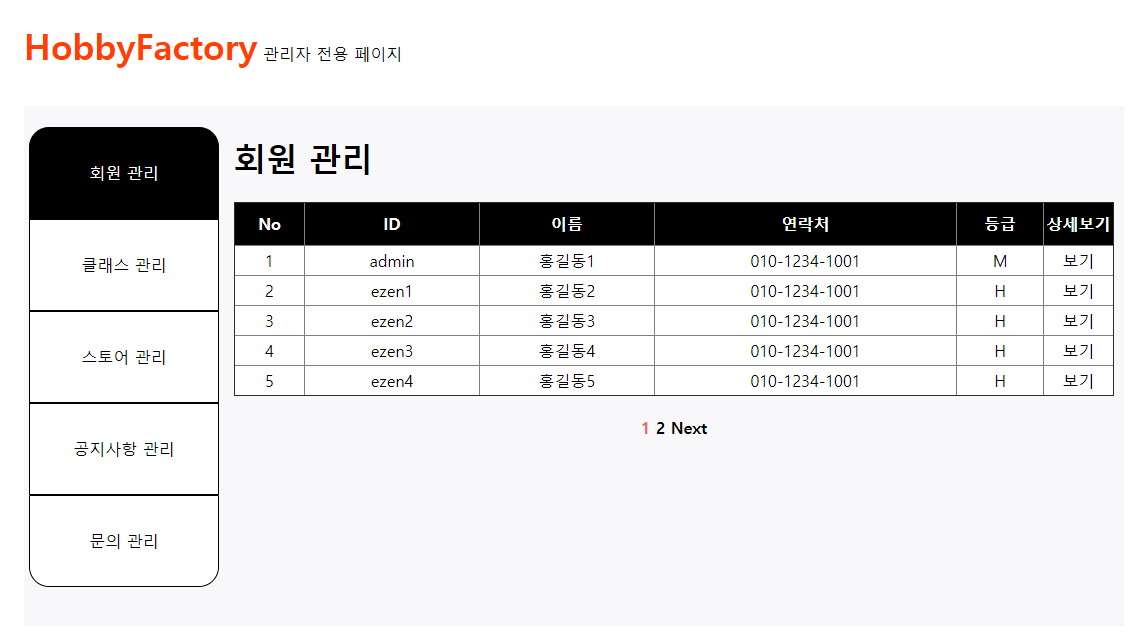 HobbyFactory 관리자 전용 페이지
회원 관리
클래스 관리
스토어 관리
공지사항 관리
문의 관리
회원 관리
No ID 이름 연락처 등급 상세보기
1 admin 홍길동1 010-1234-1001 M 보기
2 ezen1 홍길동2 010-1234-1001 H 보기
3 ezen2 홍길동3 010-1234-1001 H 보기
4 ezen3 홍길동4 010-1234-1001 H 보기
5 ezen4 홍길동5 010-1234-1001 H 보기
1 2 Next